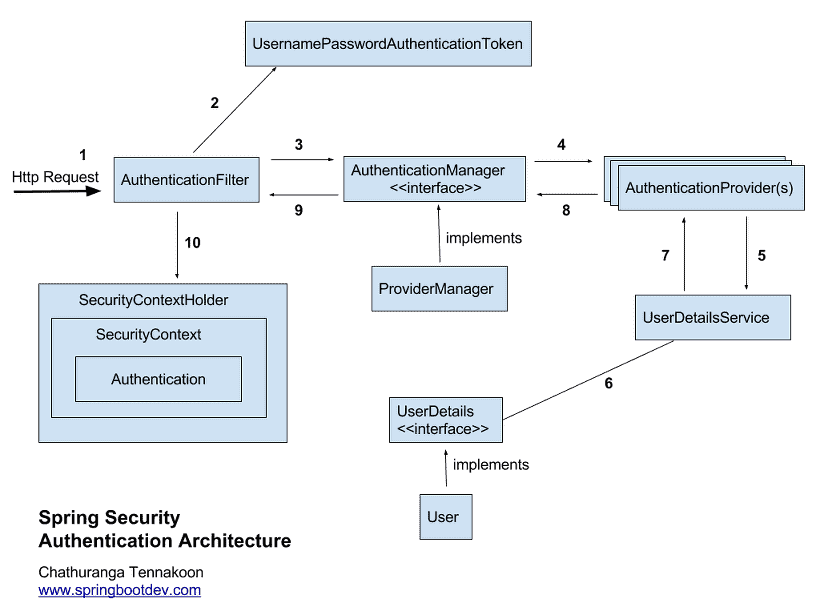 UsernamePasswordAuthenticationToken
2
1
Http Request
AuthenticationFilter
3
9
AuthenticationManager
<<interface>>
4
8
AuthenticationProvider(s)
implements
ProviderManager
7
5
UserDetailsService
10
SecurityContextHolder
SecurityContext
Authentication
6
UserDetails
<<interface>>
implements
User
Spring Security
Authentication Architecture
Chathuranga Tennakoon
www.springbootdev.com